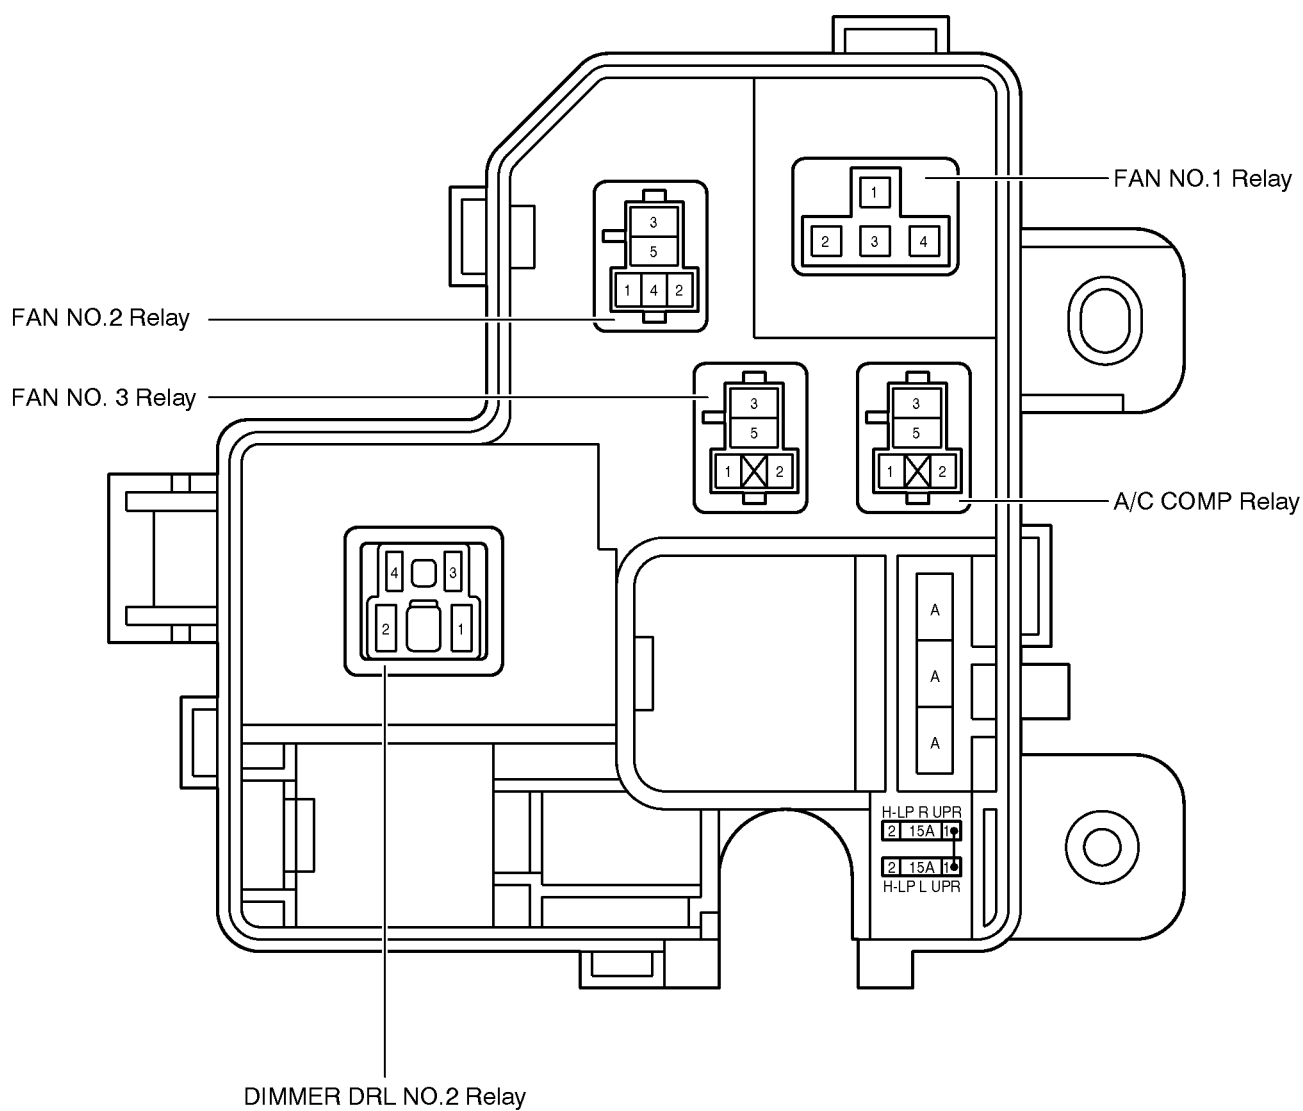 FAN NO.1 Relay
1
2 3 4
3
5
1 4 2
FAN NO.2 Relay
FAN NO. 3 Relay
3
5
1 2
3
5
1 2
A/C COMP Relay
4 3
2 1
A
A
A
H-LP R UPR
2 15A 1
2 15A 1
H-LP L UPR
DIMMER DRL NO.2 Relay